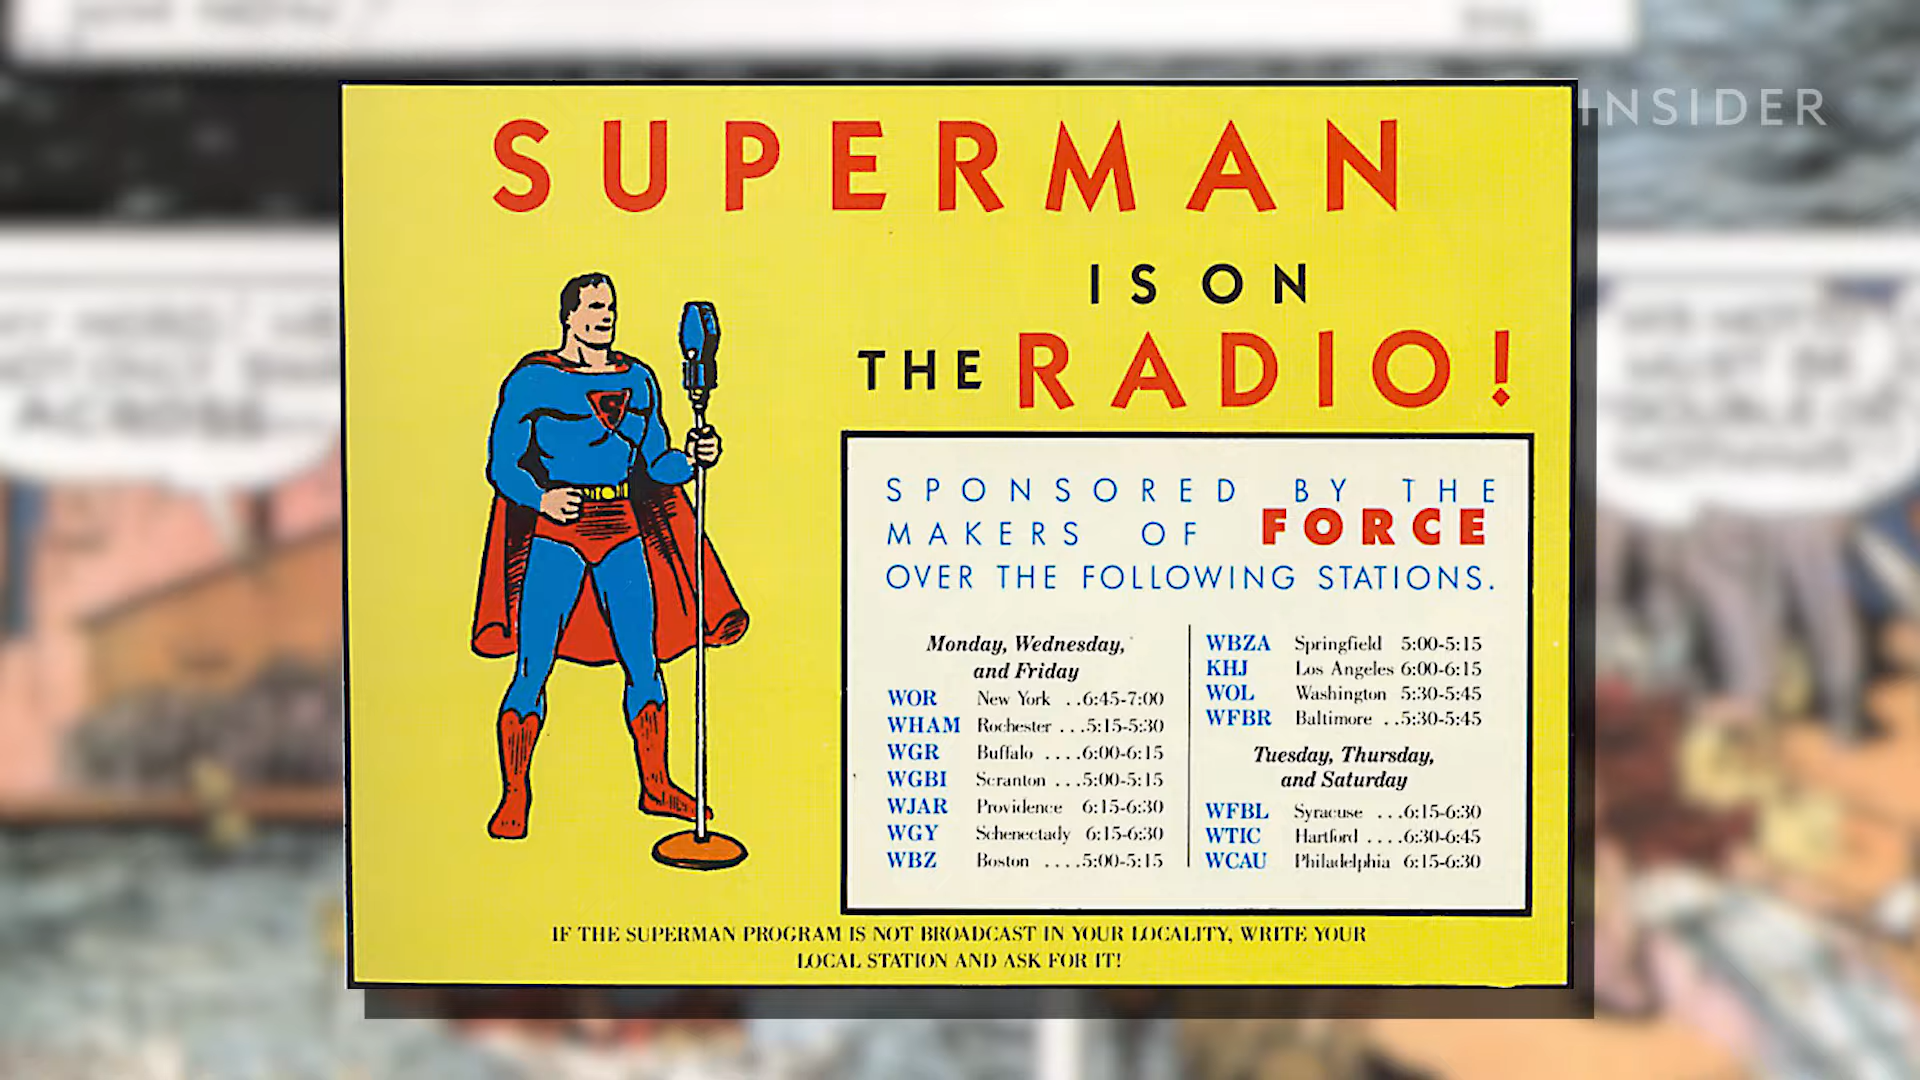 INSIDER
SUPERMAN
IS ON
THE RADIO!
SPONSORED BY THE
MAKERS OF FORCE
OVER THE FOLLOWING STATIONS.
Monday, Wednesday,
and Friday
WOR New York ..6:45-7:00
WHAM Rochester ...5:15-5:30
WGR Buffalo ....6:00-6:15
WGBI Scranton ...5:00-5:15
WJAR Providence 6:15-6:30
WGY Schenectady 6:15-6:30
WBZ Boston ....5:00-5:15
WBZA Springfield 5:00-5:15
KHJ Los Angeles 6:00-6:15
WOL Washington 5:30-5:45
WFBR Baltimore ..5:30-5:45
Tuesday, Thursday,
and Saturday
WFBL Syracuse ...6:15-6:30
WTIC Hartford ....6:30-6:45
WCAU Philadelphia 6:15-6:30
IF THE SUPERMAN PROGRAM IS NOT BROADCAST IN YOUR LOCALITY, WRITE YOUR
LOCAL STATION AND ASK FOR IT!